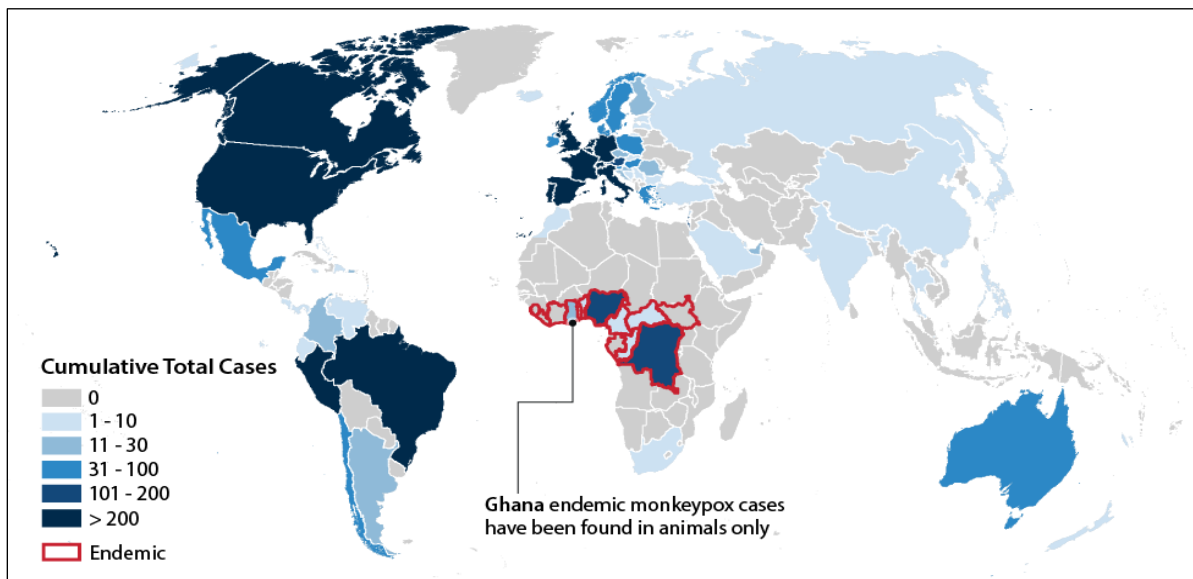 Cumulative Total Cases
0
1 - 10
11 - 30
31 - 100
101 - 200
> 200
Endemic
Ghana endemic monkeypox cases
have been found in animals only